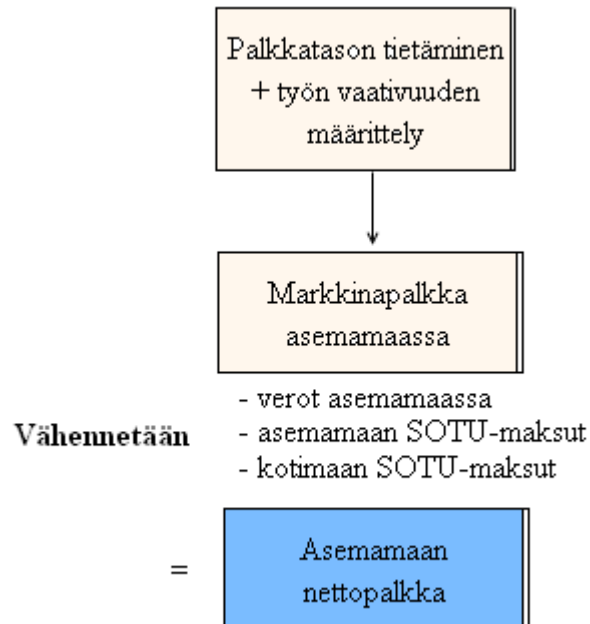 Palkkatason tietäminen
+ työn vaativuuden
määrittely
Markkinapalkka
asemamaassa
- verot asemamaassa
Vähennetään - asemamaan SOTU-maksut
- kotimaan SOTU-maksut
= Asemamaan
nettopalkka